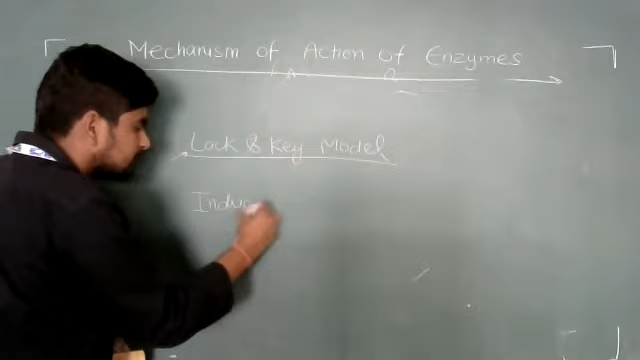 Mechanism of Action of Enzymes
Lock & Key Model
Indu